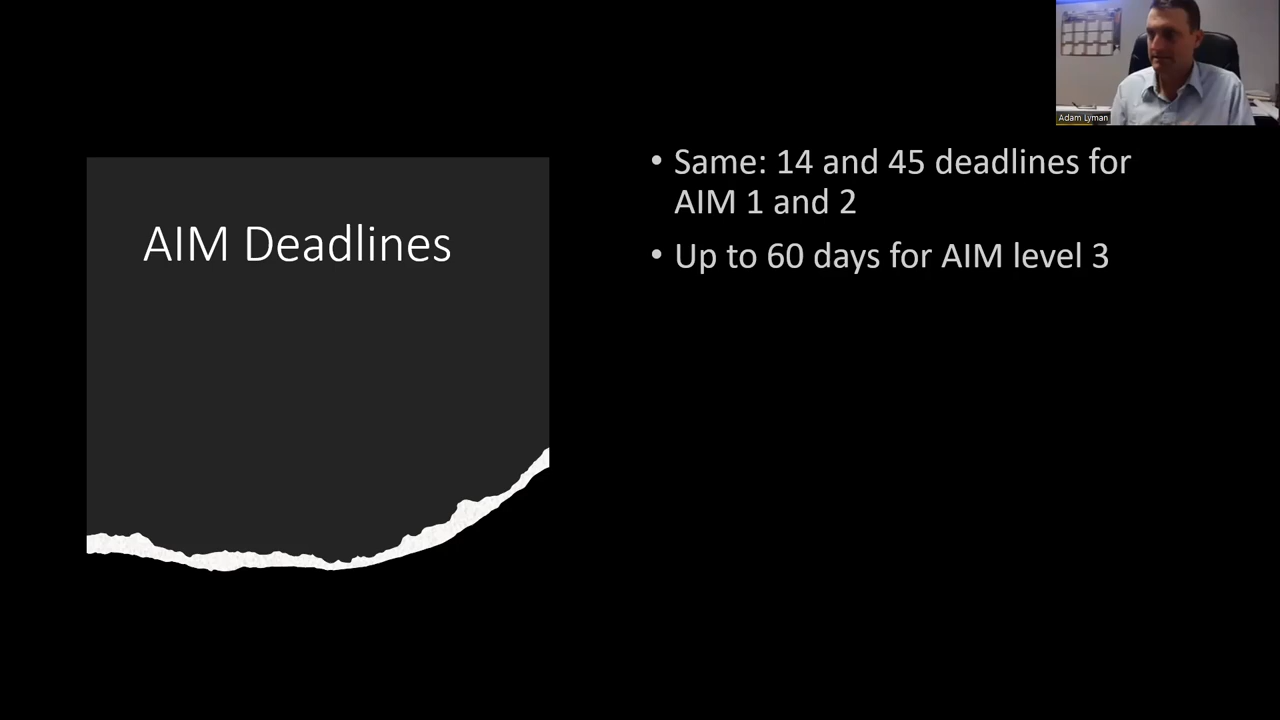 Adam Lyman
AIM Deadlines
• Same: 14 and 45 deadlines for
AIM 1 and 2
• Up to 60 days for AIM level 3